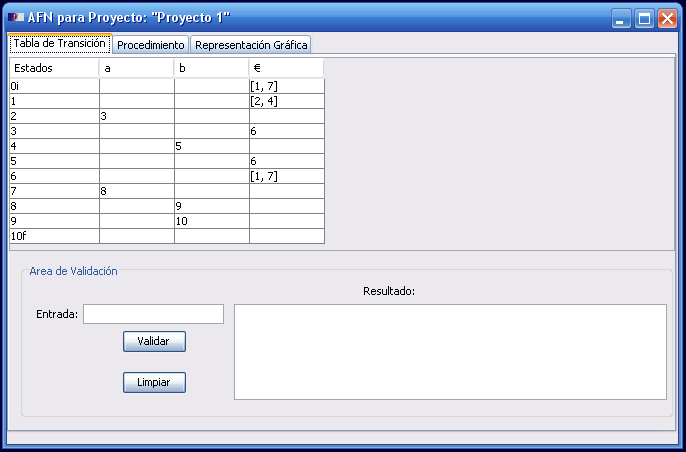 AFN para Proyecto: "Proyecto 1"
Tabla de Transición Procedimiento Representación Gráfica
Estados a b €
0i [1, 7]
1 [2, 4]
2 3
3 6
4 5
5 6
6 [1, 7]
7 8
8 9
9 10
10f
Area de Validación
Resultado:
Entrada:
Validar
Limpiar